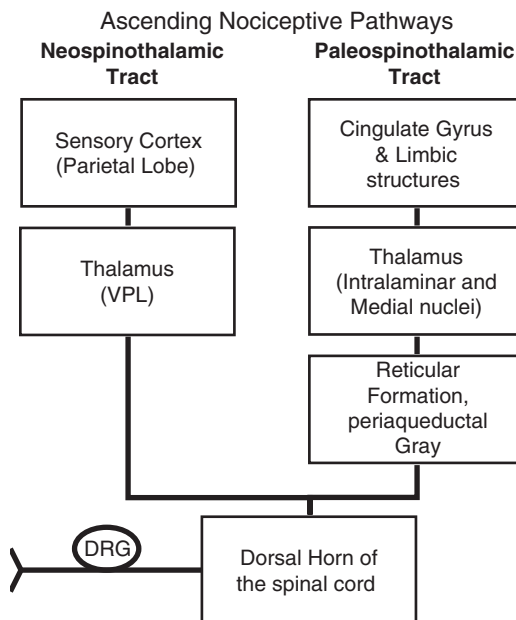 Ascending Nociceptive Pathways
Neospinothalamic
Tract
Paleospinothalamic
Tract
Sensory Cortex
(Parietal Lobe)
Cingulate Gyrus
& Limbic
structures
Thalamus
(VPL)
Thalamus
(Intralaminar and
Medial nuclei)
Reticular
Formation,
periaqueductal
Gray
DRG
Dorsal Horn of
the spinal cord